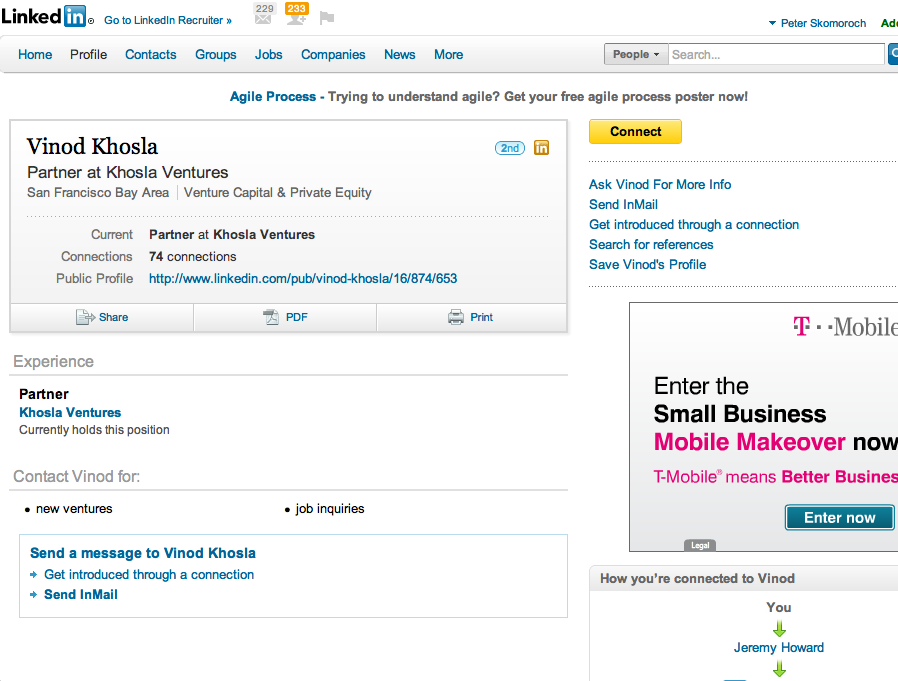 Linked in
Go to LinkedIn Recruiter »
229
233
Peter Skomoroch
Home Profile Contacts Groups Jobs Companies News More
People
Search...
Agile Process - Trying to understand agile? Get your free agile process poster now!
Vinod Khosla
2nd
in
Partner at Khosla Ventures
San Francisco Bay Area | Venture Capital & Private Equity
Current Partner at Khosla Ventures
Connections 74 connections
Public Profile http://www.linkedin.com/pub/vinod-khosla/16/874/653
Share PDF Print
Experience
Partner
Khosla Ventures
Currently holds this position
Contact Vinod for:
• new ventures • job inquiries
Send a message to Vinod Khosla
Get introduced through a connection
Send InMail
Connect
Ask Vinod For More Info
Send InMail
Get introduced through a connection
Search for references
Save Vinod's Profile
T··Mobile
Enter the
Small Business
Mobile Makeover now
T-Mobile® means Better Busines
Enter now
Legal
How you're connected to Vinod
You
Jeremy Howard